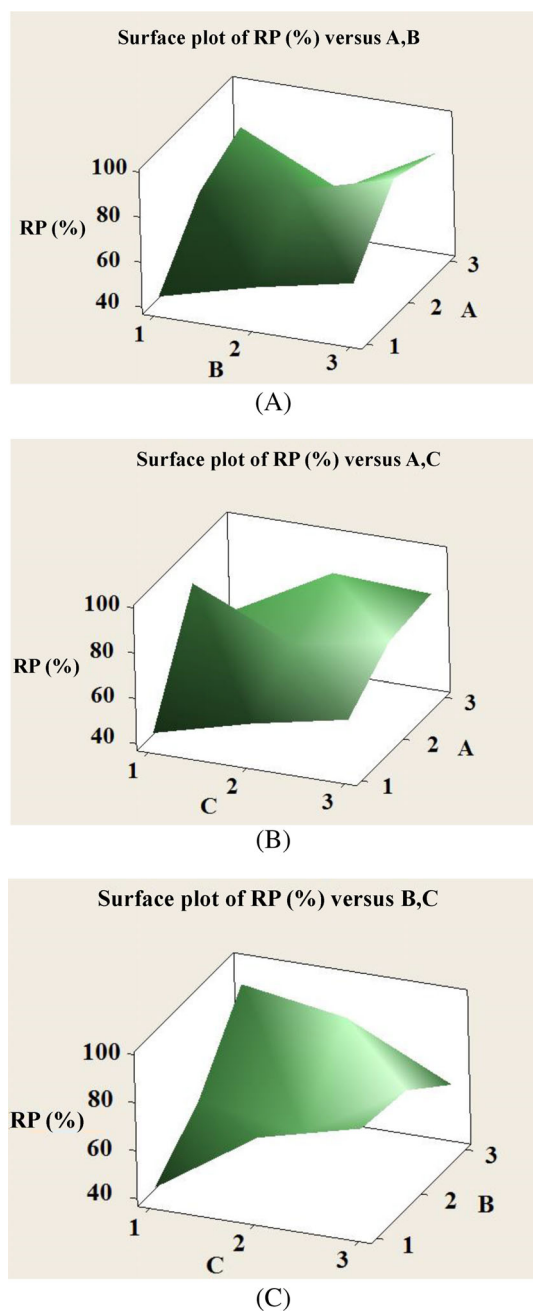 Surface plot of RP (%) versus A,B
100
80
RP (%)
60
40
1
2
3
B
1
2
3
A
(A)
Surface plot of RP (%) versus A,C
100
80
RP (%)
60
40
1
2
3
C
1
2
3
A
(B)
Surface plot of RP (%) versus B,C
100
80
RP (%)
60
40
1
2
3
C
1
2
3
B
(C)